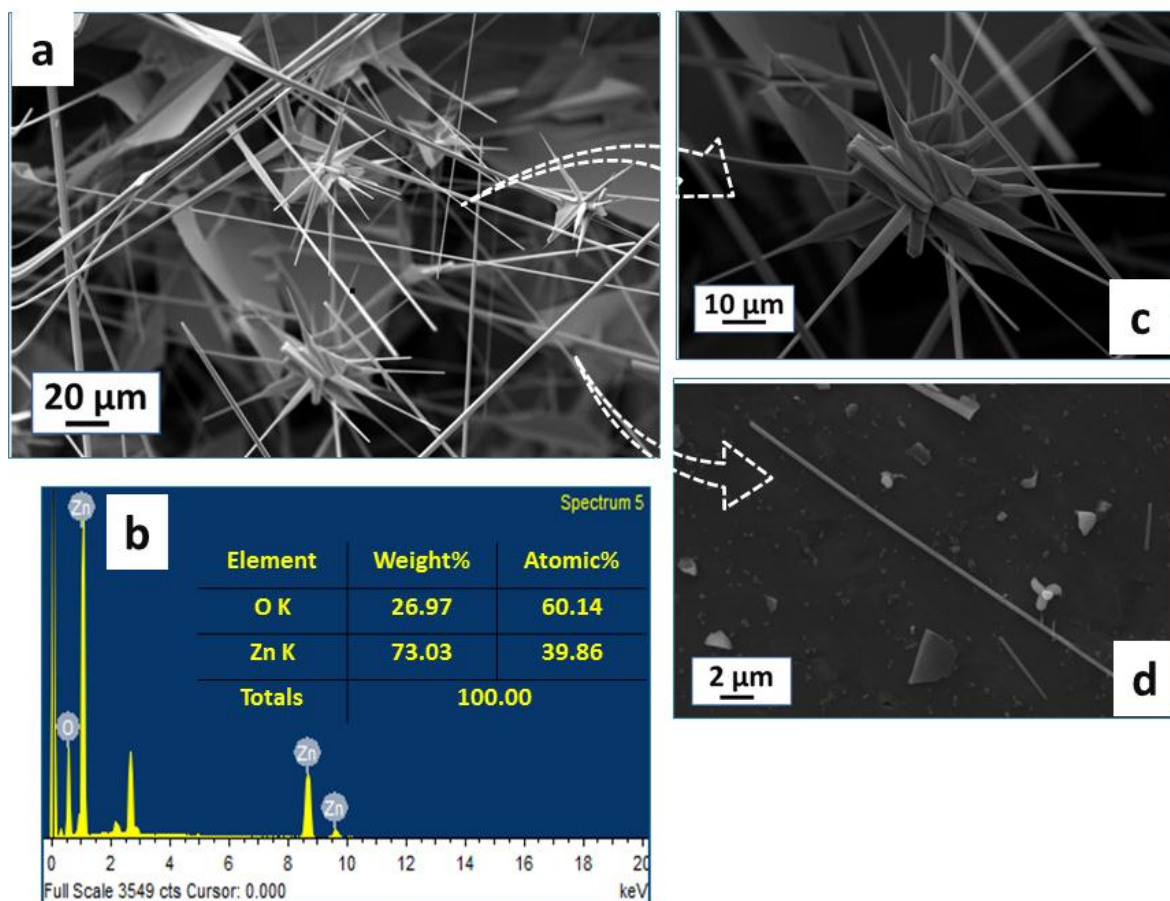 a
20 µm
c
10 µm
b
Spectrum 5
Element Weight% Atomic%
O K 26.97 60.14
Zn K 73.03 39.86
Totals 100.00
Zn
O
Zn
Zn
0 2 4 6 8 10 12 14 16 18 20
Full Scale 3549 cts Cursor: 0.000 keV
d
2 µm